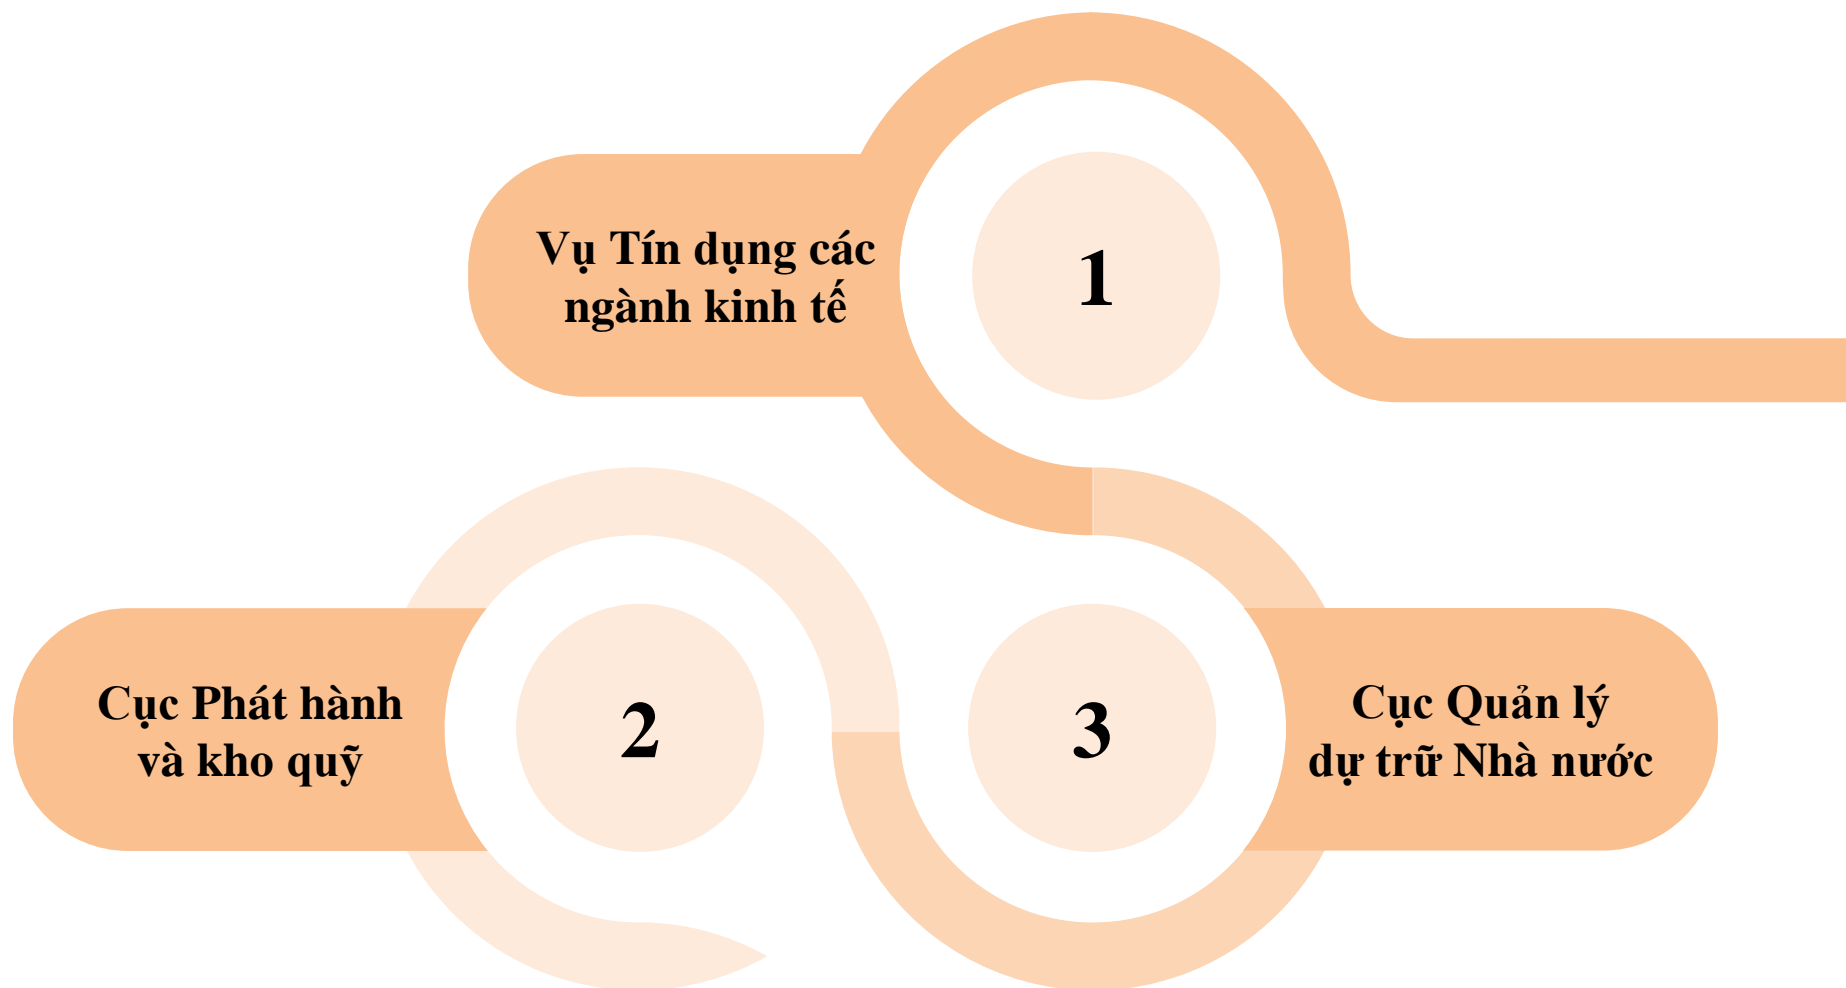 Vụ Tín dụng các
ngành kinh tế
1
Cục Phát hành
và kho quỹ
2
3
Cục Quản lý
dự trữ Nhà nước